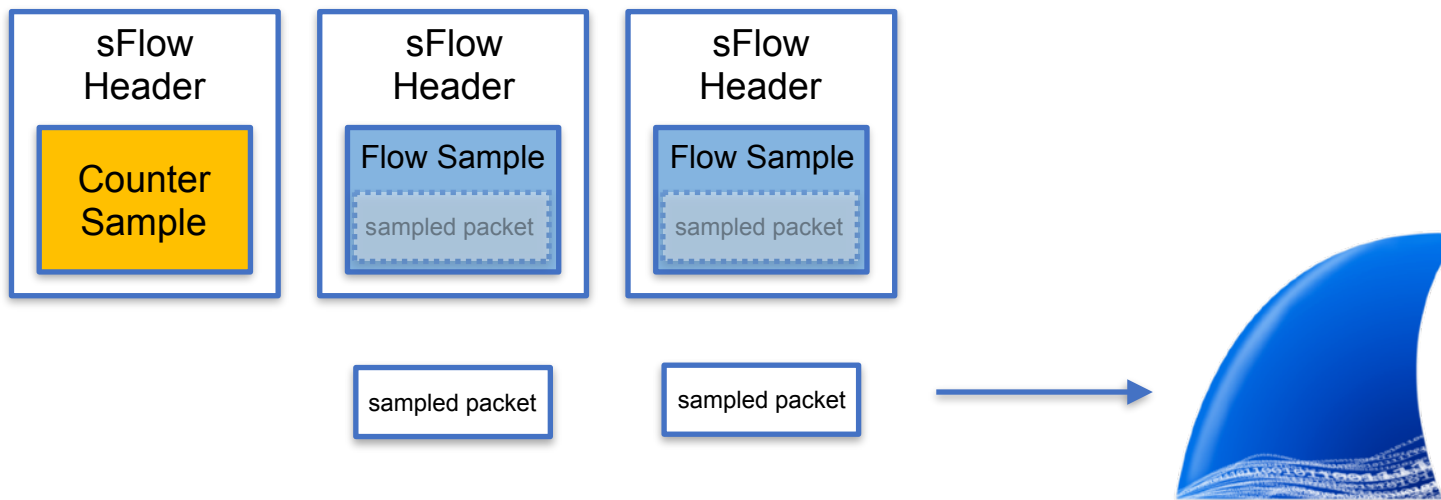 sFlow
Header
Counter
Sample
sFlow
Header
Flow Sample
sampled packet
sFlow
Header
Flow Sample
sampled packet
sampled packet
sampled packet